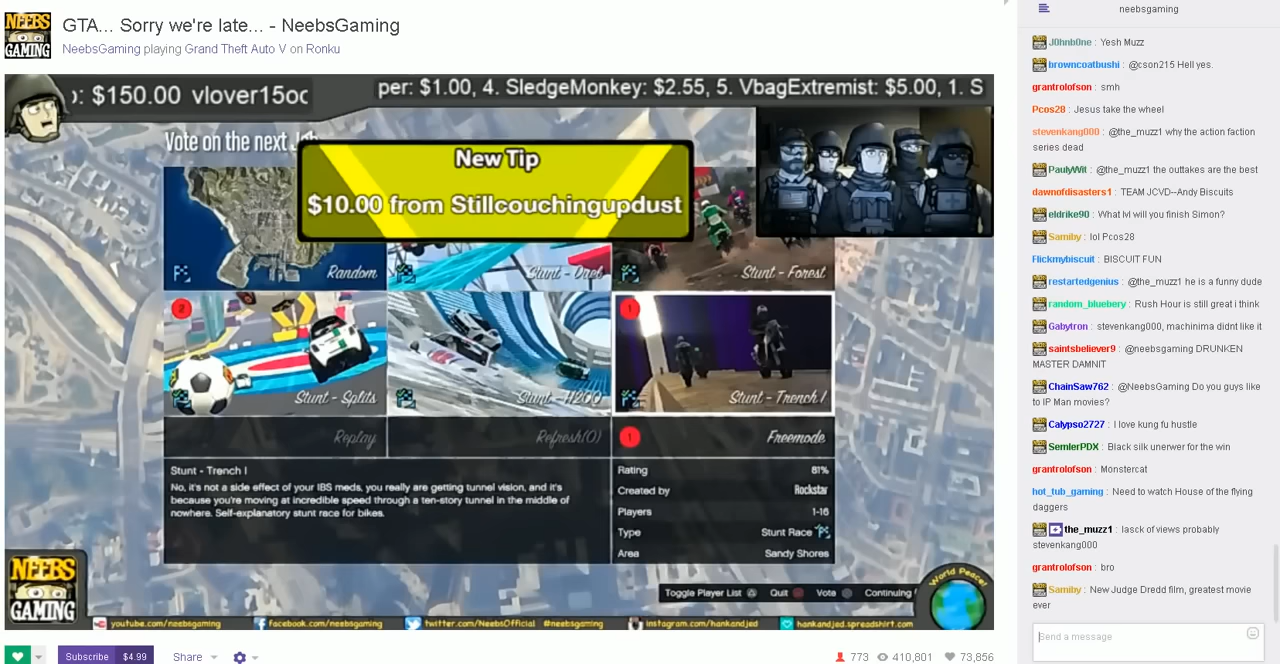 NEEBS
GAMING
GTA... Sorry we're late... - NeebsGaming
NeebsGaming playing Grand Theft Auto V on Ronku
: $150.00 vlover15oc
per: $1.00, 4. SledgeMonkey: $2.55, 5. VbagExtremist: $5.00, 1. S
Vote on the next Job
New Tip
$10.00 from Stillcouchingupdust
Random
Stunt - Duel
Stunt - Forest
2
1
Stunt - Splits
Stunt - H200
Stunt - Trench I
Replay
Refresh(0)
1
Freemode
Stunt - Trench I
No, it's not a side effect of your IBS meds, you really are getting tunnel vision, and it's
because you're moving at incredible speed through a ten-story tunnel in the middle of
nowhere. Self-explanatory stunt race for bikes.
Rating 81%
Created by Rockstar
Players 1-16
Type Stunt Race
Area Sandy Shores
Toggle Player List Quit Vote Continuing
World Peace!
NEEBS
GAMING
youtube.com/neebsgaming facebook.com/neebsgaming twitter.com/NeebsOfficial #neebsgaming instagram.com/hankandjed hankandjed.spreadshirt.com
Subscribe $4.99 Share 773 410,801 73,856
neebsgaming
J0hnb0ne : Yesh Muzz
browncoatbushi : @cson215 Hell yes.
grantrolofson : smh
Pcos28 : Jesus take the wheel
stevenkang000 : @the_muzz1 why the action faction
series dead
PaulyWit : @the_muzz1 the outtakes are the best
dawnofdisasters1 : TEAM JCVD--Andy Biscuits
eldrike90 : What lvl will you finish Simon?
Samiby : lol Pcos28
Flickmybiscuit : BISCUIT FUN
restartedgenius : @the_muzz1 he is a funny dude
random_bluebery : Rush Hour is still great i think
Gabytron : stevenkang000, machinima didnt like it
saintsbeliever9 : @neebsgaming DRUNKEN
MASTER DAMNIT
ChainSaw762 : @NeebsGaming Do you guys like
to IP Man movies?
Calypso2727 : I love kung fu hustle
SemlerPDX : Black silk unerwer for the win
grantrolofson : Monstercat
hot_tub_gaming : Need to watch House of the flying
daggers
the_muzz1 : lasck of views probably
stevenkang000
grantrolofson : bro
Samiby : New Judge Dredd film, greatest movie
ever
Send a message